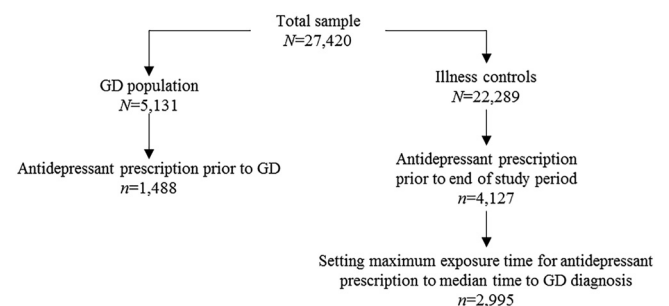 Total sample
N=27,420
GD population
N=5,131
Antidepressant prescription prior to GD
n=1,488
Illness controls
N=22,289
Antidepressant prescription
prior to end of study period
n=4,127
Setting maximum exposure time for antidepressant
prescription to median time to GD diagnosis
n=2,995